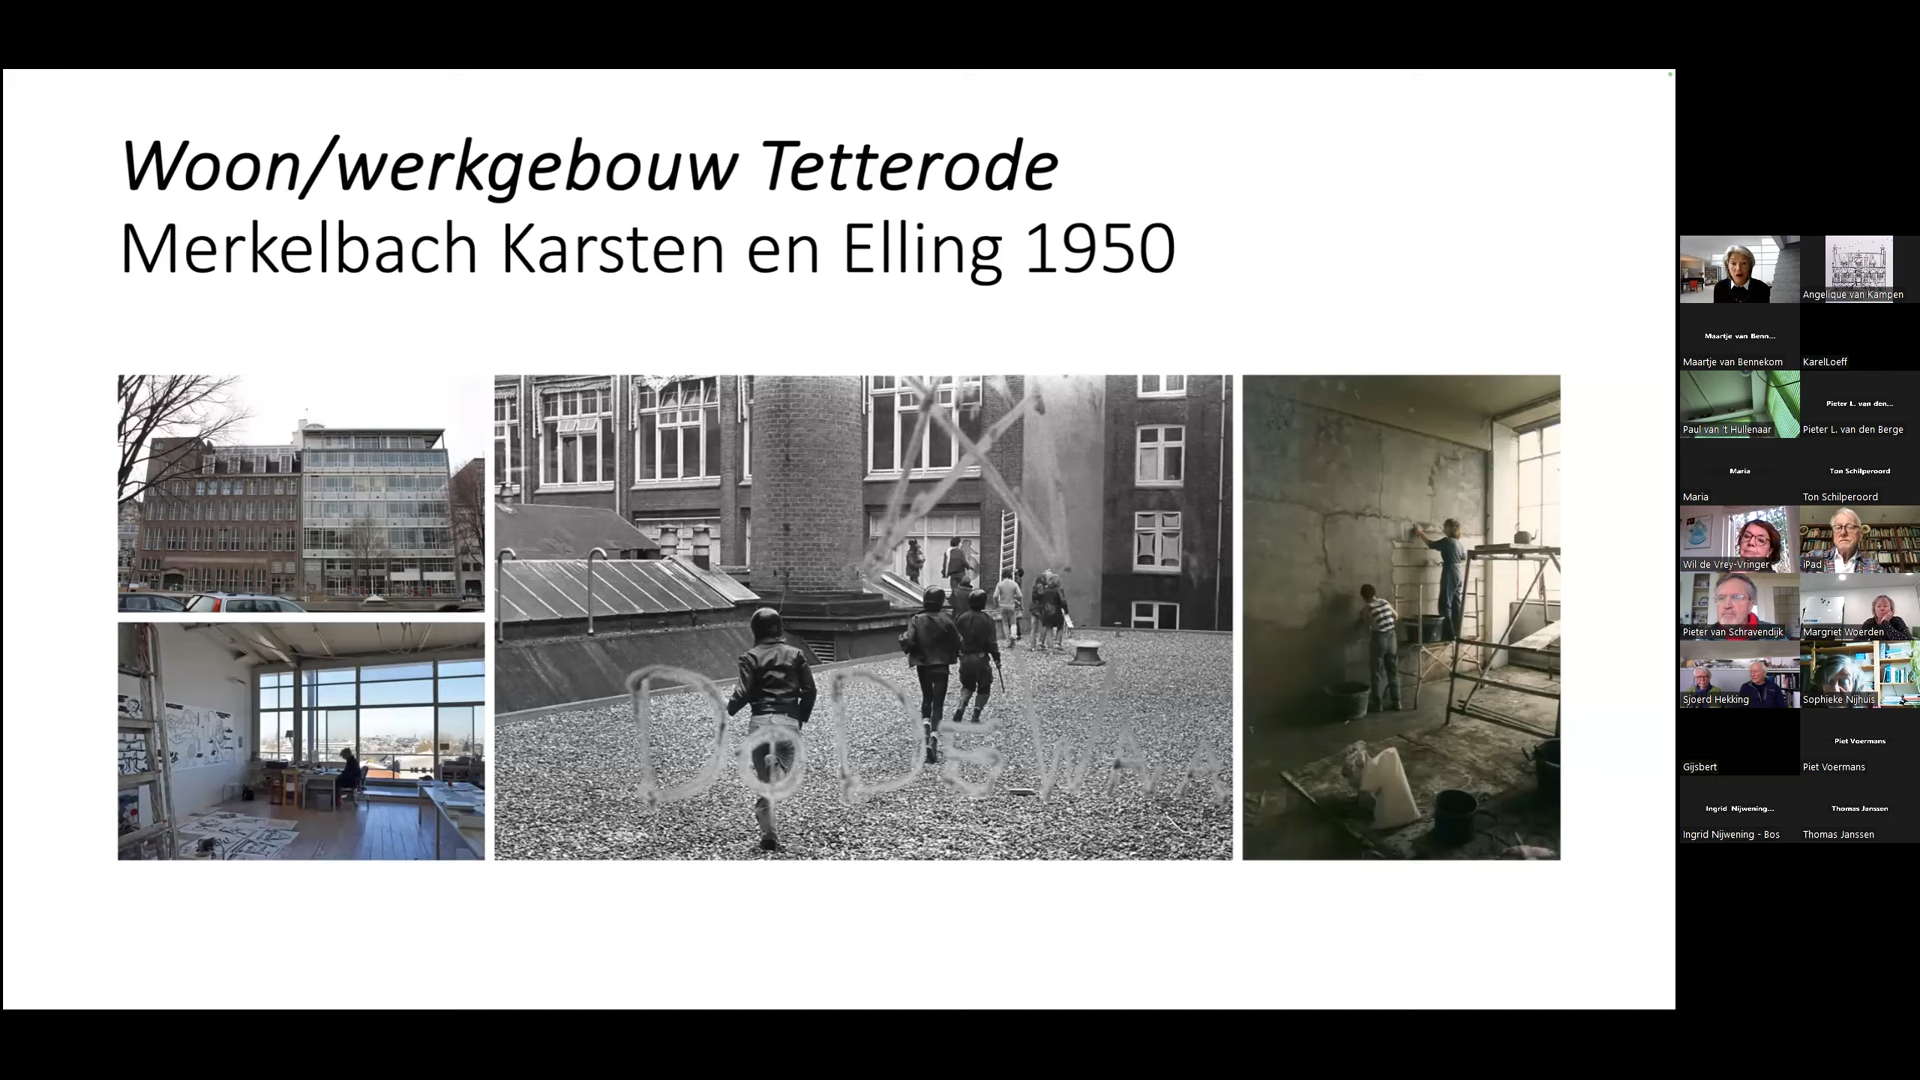 Woon/werkgebouw Tetterode
Merkelbach Karsten en Elling 1950
DODEWAA
Angelique van Kampen
Maartje van Benn...
Maartje van Bennekom
KarelLoeff
Paul van 't Hullenaar
Pieter L. van den...
Pieter L. van den Berge
Maria
Maria
Ton Schilperoord
Ton Schilperoord
Wil de Vrey-Vringer
iPad
Pieter van Schravendijk
Margriet Woerden
Sjoerd Hekking
Sophieke Nijhuis
Gijsbert
Piet Voermans
Piet Voermans
Ingrid Nijwening...
Ingrid Nijwening - Bos
Thomas Janssen
Thomas Janssen